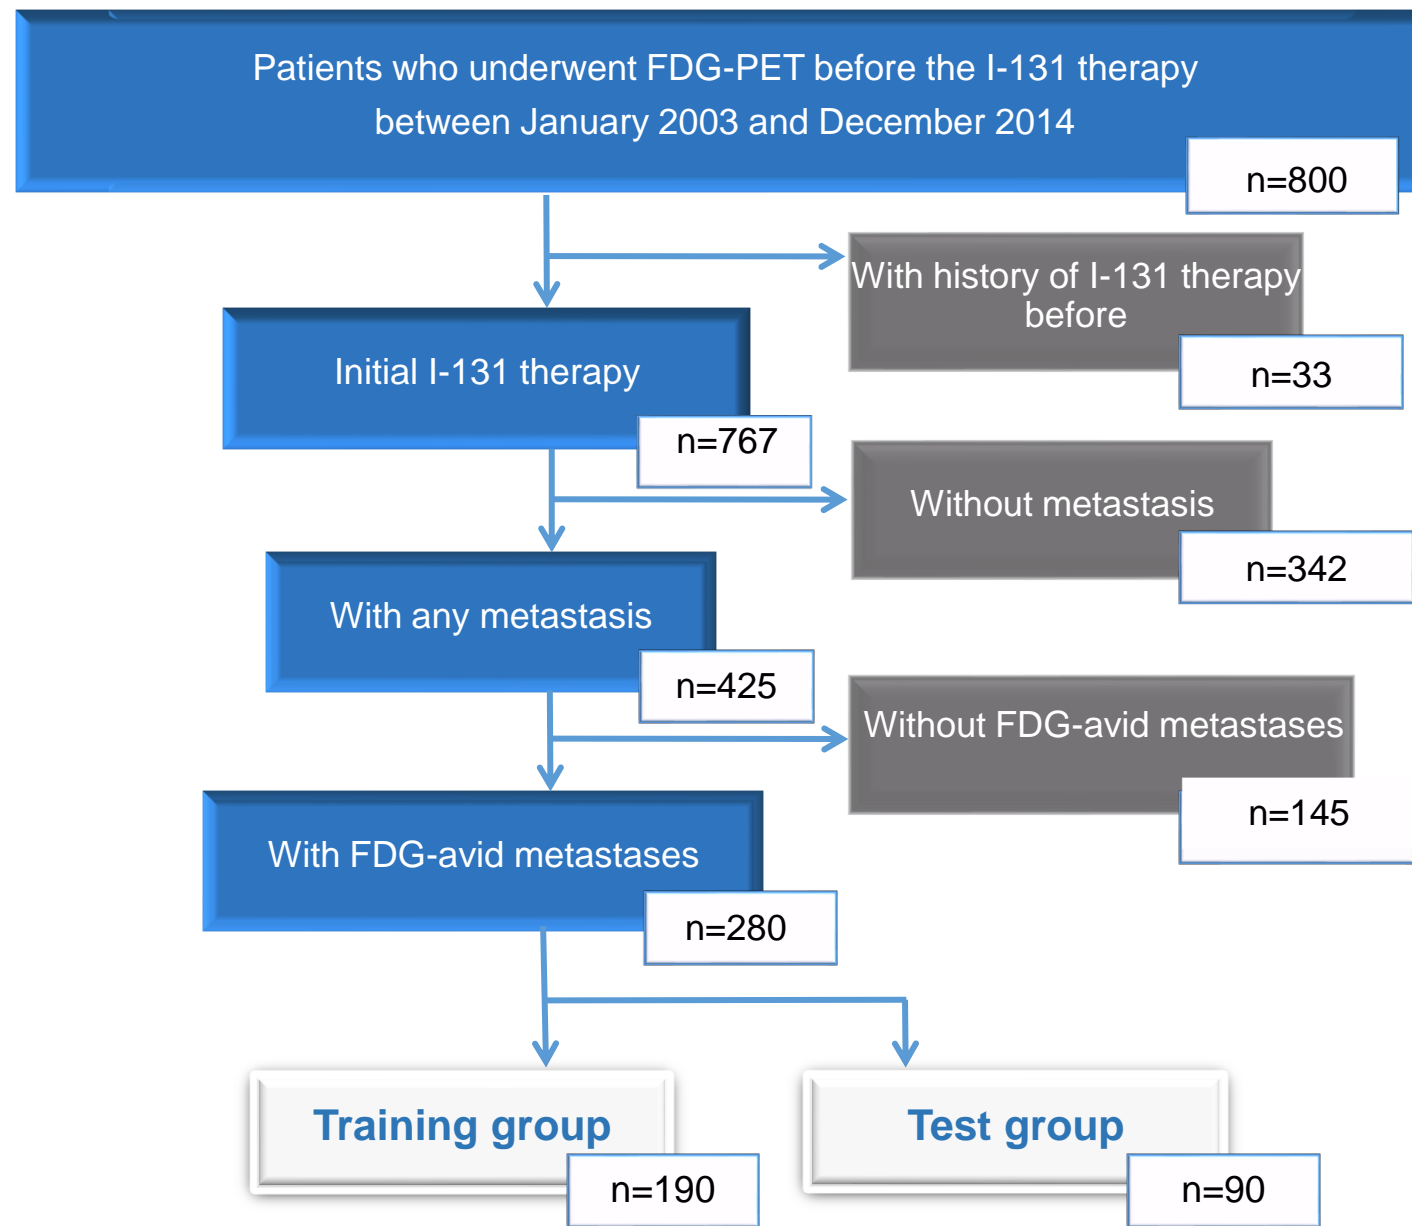 Patients who underwent FDG-PET before the I-131 therapy
between January 2003 and December 2014
n=800
With history of I-131 therapy
before
n=33
Initial I-131 therapy
n=767
Without metastasis
n=342
With any metastasis
n=425
Without FDG-avid metastases
n=145
With FDG-avid metastases
n=280
Training group
n=190
Test group
n=90